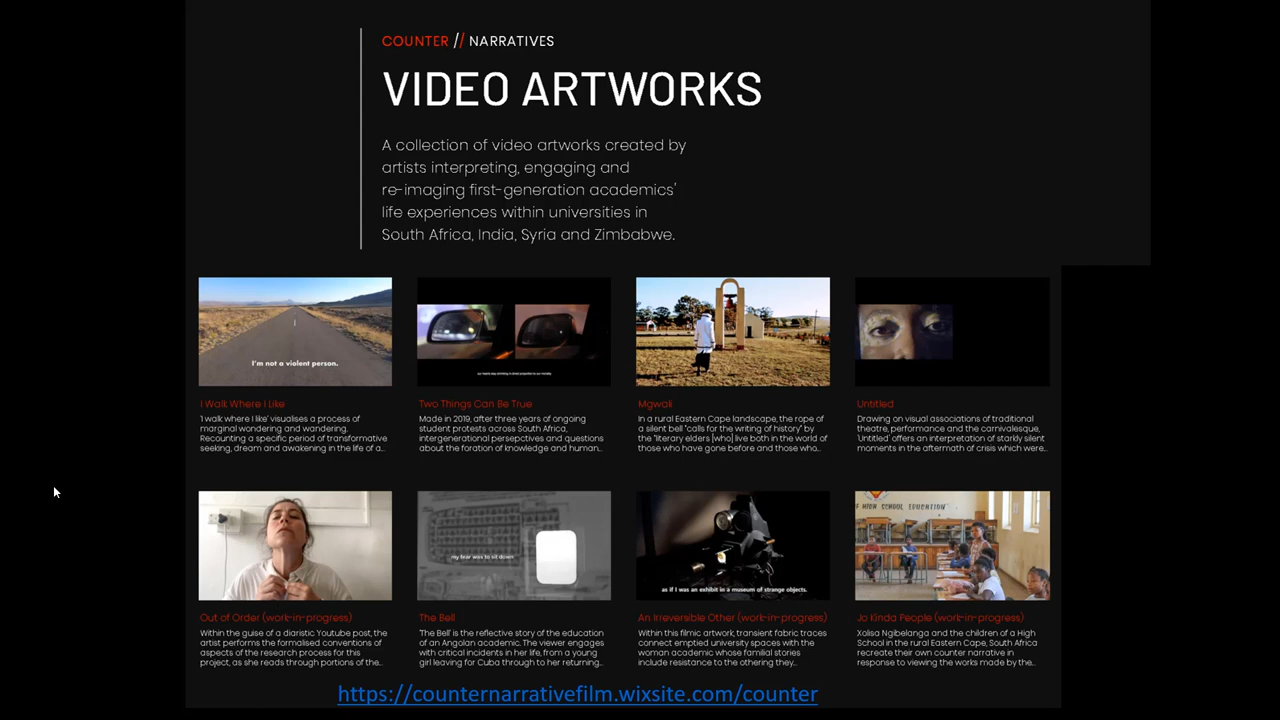 COUNTER // NARRATIVES
VIDEO ARTWORKS
A collection of video artworks created by
artists interpreting, engaging and
re-imaging first-generation academics'
life experiences within universities in
South Africa, India, Syria and Zimbabwe.
I'm not a violent person.
our hearts stop shrinking in direct proportion to our honesty
I Walk Where I Like
'I walk where I like' visualises a process of
marginal wondering and wandering.
Recounting a specific period of transformative
seeking, dream and awakening in the life of a...
Two Things Can Be True
Made in 2019, after three years of ongoing
student protests across South Africa,
intergenerational persepctives and questions
about the foration of knowledge and human...
Mgwali
In a rural Eastern Cape landscape, the rope of
a silent bell "calls for the writing of history" by
the "literary elders [who] live both in the world of
those who have gone before and those who...
Untitled
Drawing on visual associations of traditional
theatre, performance and the carnivalesque,
'Untitled' offers an interpretation of starkly silent
moments in the aftermath of crisis which were...
my fear was to sit down
as if I was an exhibit in a museum of strange objects.
OF HIGH SCHOOL EDUCATION"
Out of Order (work-in-progress)
Within the guise of a diaristic Youtube post, the
artist performs the formalised conventions of
aspects of the research process for this
project, as she reads through portions of the...
The Bell
'The Bell' is the reflective story of the education
of an Angolan academic. The viewer engages
with critical incidents in her life, from a young
girl leaving for Cuba through to her returning...
An Irreversible Other (work-in-progress)
Within this filmic artwork, transient fabric traces
connect emptied university spaces with the
woman academic whose familial stories
include resistance to the othering they...
Jo Kinda People (work-in-progress)
Xolisa Ngibelanga and the children of a High
School in the rural Eastern Cape, South Africa
recreate their own counter narrative in
response to viewing the works made by the...
https://counternarrativefilm.wixsite.com/counter